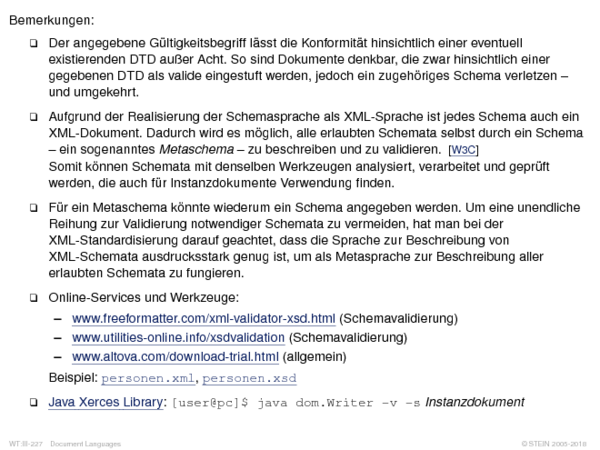 Bemerkungen:
❑ Der angegebene Gültigkeitsbegriff lässt die Konformität hinsichtlich einer eventuell
existierenden DTD außer Acht. So sind Dokumente denkbar, die zwar hinsichtlich einer
gegebenen DTD als valide eingestuft werden, jedoch ein zugehöriges Schema verletzen –
und umgekehrt.
❑ Aufgrund der Realisierung der Schemasprache als XML-Sprache ist jedes Schema auch ein
XML-Dokument. Dadurch wird es möglich, alle erlaubten Schemata selbst durch ein Schema
– ein sogenanntes Metaschema – zu beschreiben und zu validieren. [W3C]
Somit können Schemata mit denselben Werkzeugen analysiert, verarbeitet und geprüft
werden, die auch für Instanzdokumente Verwendung finden.
❑ Für ein Metaschema könnte wiederum ein Schema angegeben werden. Um eine unendliche
Reihung zur Validierung notwendiger Schemata zu vermeiden, hat man bei der
XML-Standardisierung darauf geachtet, dass die Sprache zur Beschreibung von
XML-Schemata ausdrucksstark genug ist, um als Metasprache zur Beschreibung aller
erlaubten Schemata zu fungieren.
❑ Online-Services und Werkzeuge:
– www.freeformatter.com/xml-validator-xsd.html (Schemavalidierung)
– www.utilities-online.info/xsdvalidation (Schemavalidierung)
– www.altova.com/download-trial.html (allgemein)
Beispiel: personen.xml, personen.xsd
❑ Java Xerces Library: [user@pc]$ java dom.Writer -v -s Instanzdokument
WT:III-227 Document Languages © STEIN 2005-2018